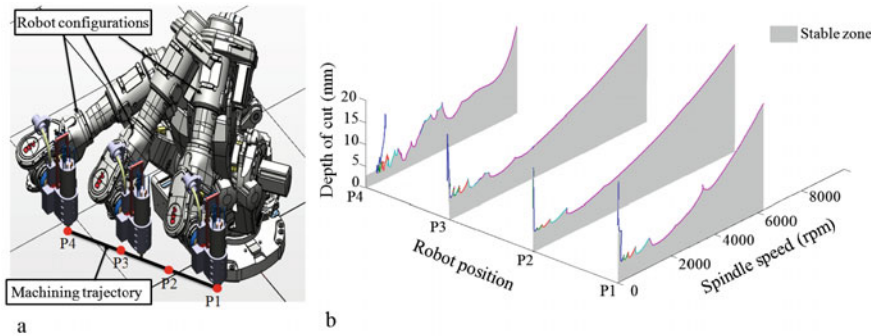 a
Robot configurations
P4
P3
P2
P1
Machining trajectory
b
Stable zone
Depth of cut (mm)
20
15
10
5
0
P4
P3
P2
P1
Robot position
0
2000
4000
6000
8000
Spindle speed (rpm)